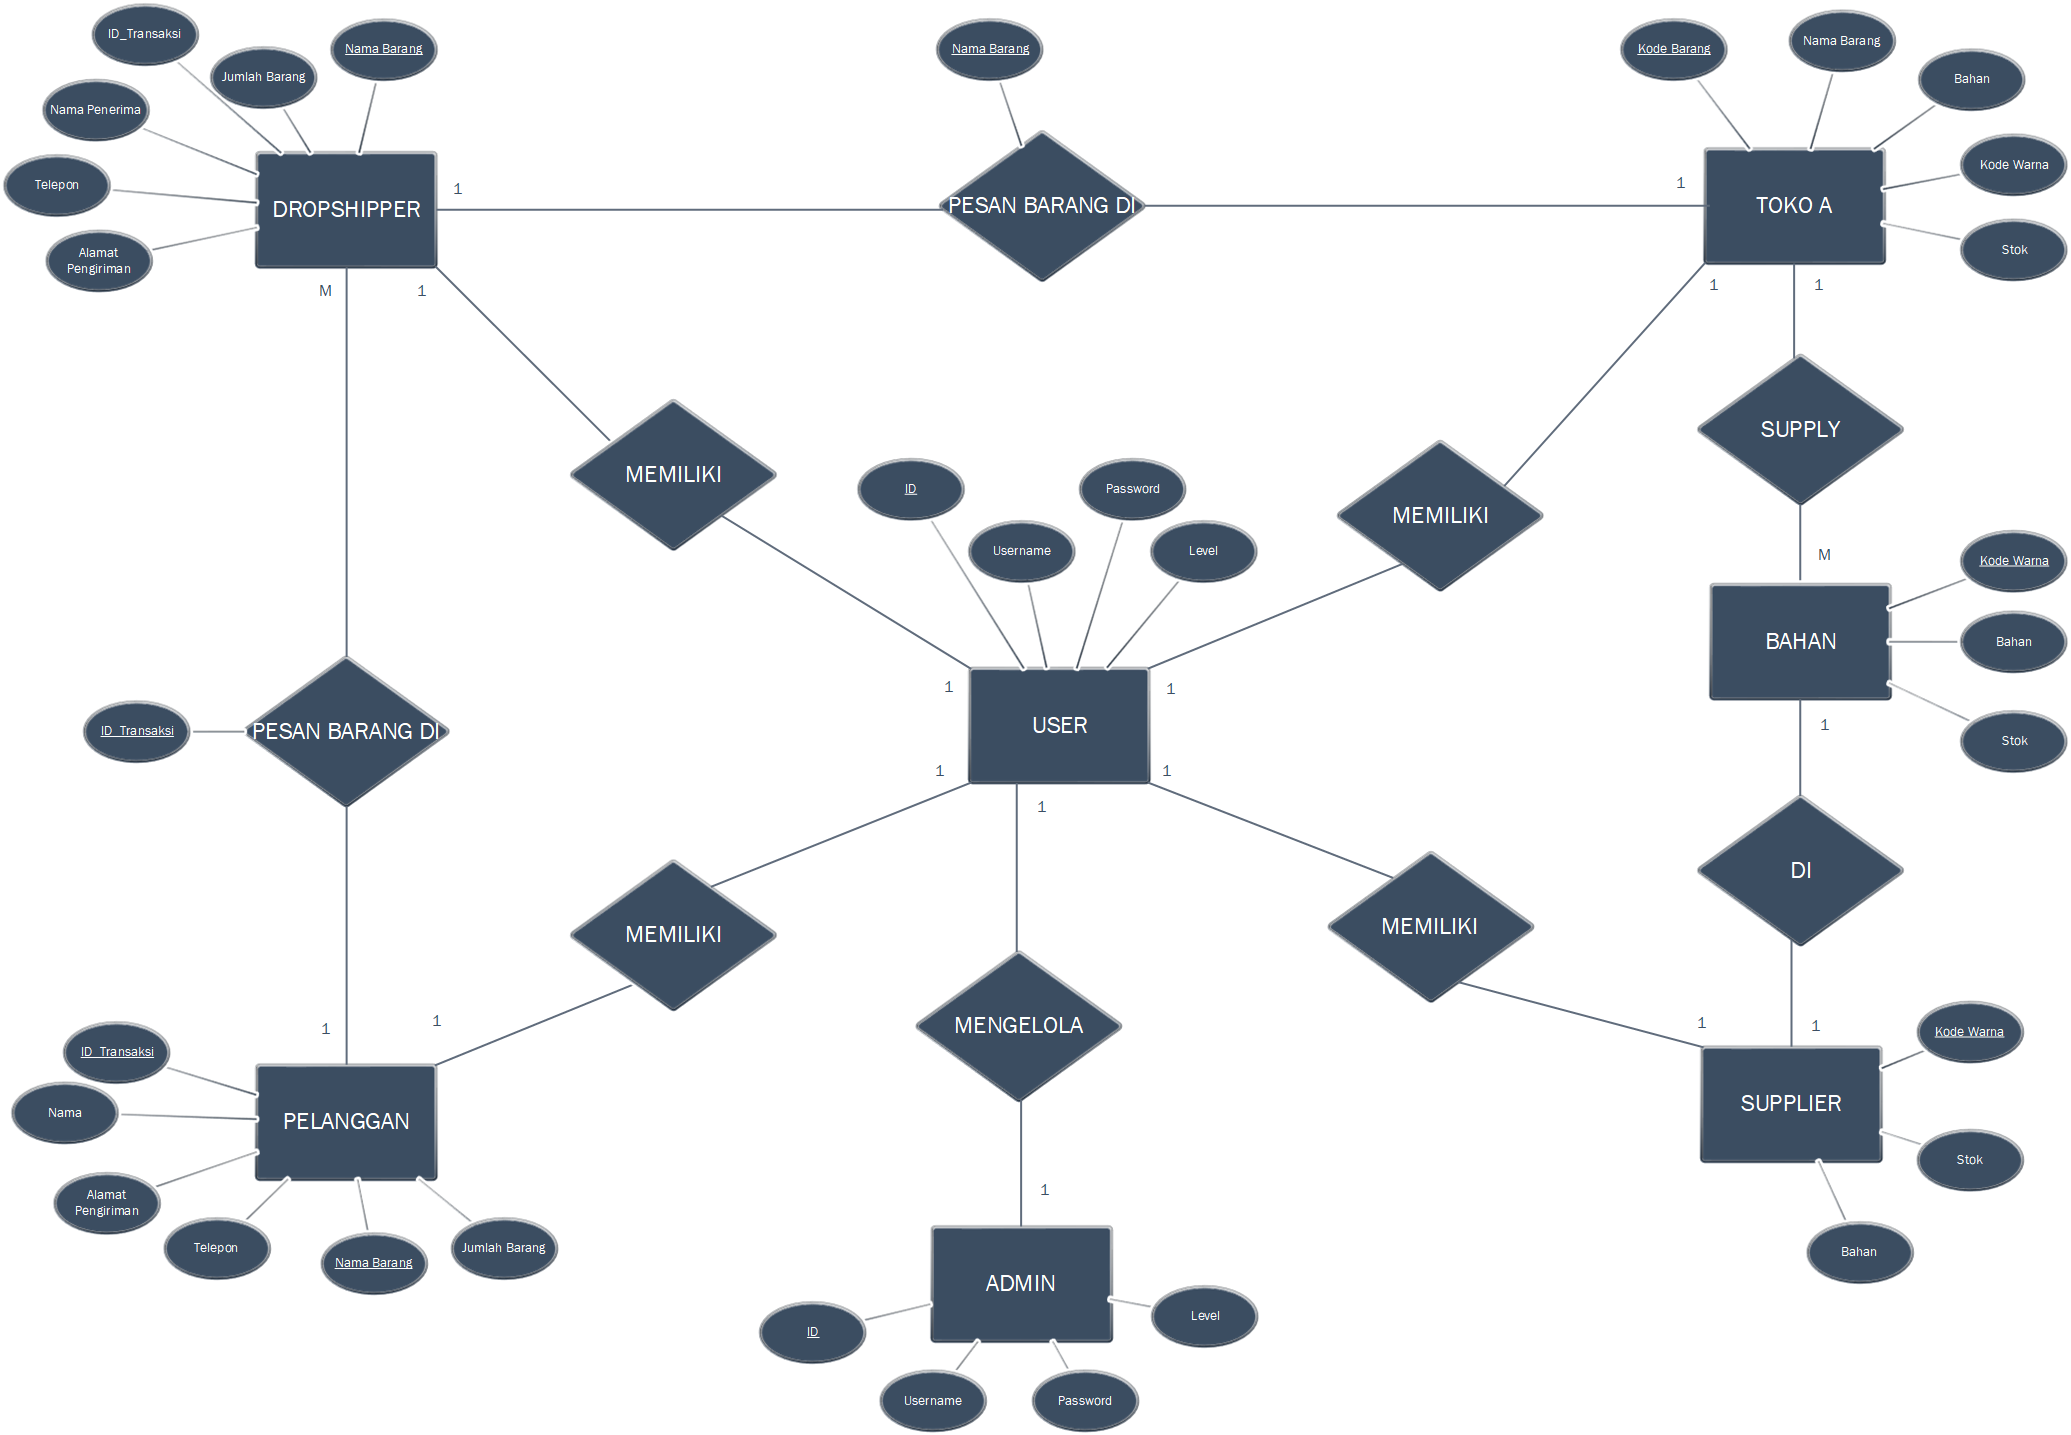 ID_Transaksi
Nama Barang
Nama Barang
Kode Barang
Nama Barang
Jumlah Barang
Bahan
Nama Penerima
Kode Warna
Telepon
DROPSHIPPER
1
PESAN BARANG DI
1
TOKO A
Alamat
Pengiriman
Stok
M
1
1
1
SUPPLY
MEMILIKI
ID
Password
MEMILIKI
Username
Level
M
Kode Warna
BAHAN
Bahan
1
1
USER
1
ID_Transaksi
PESAN BARANG DI
Stok
1
1
1
DI
MEMILIKI
MEMILIKI
1
1
MENGELOLA
1
1
Kode Warna
ID_Transaksi
Nama
PELANGGAN
SUPPLIER
Stok
Alamat
Pengiriman
1
Telepon
Nama Barang
Jumlah Barang
Bahan
ADMIN
ID
Level
Username
Password